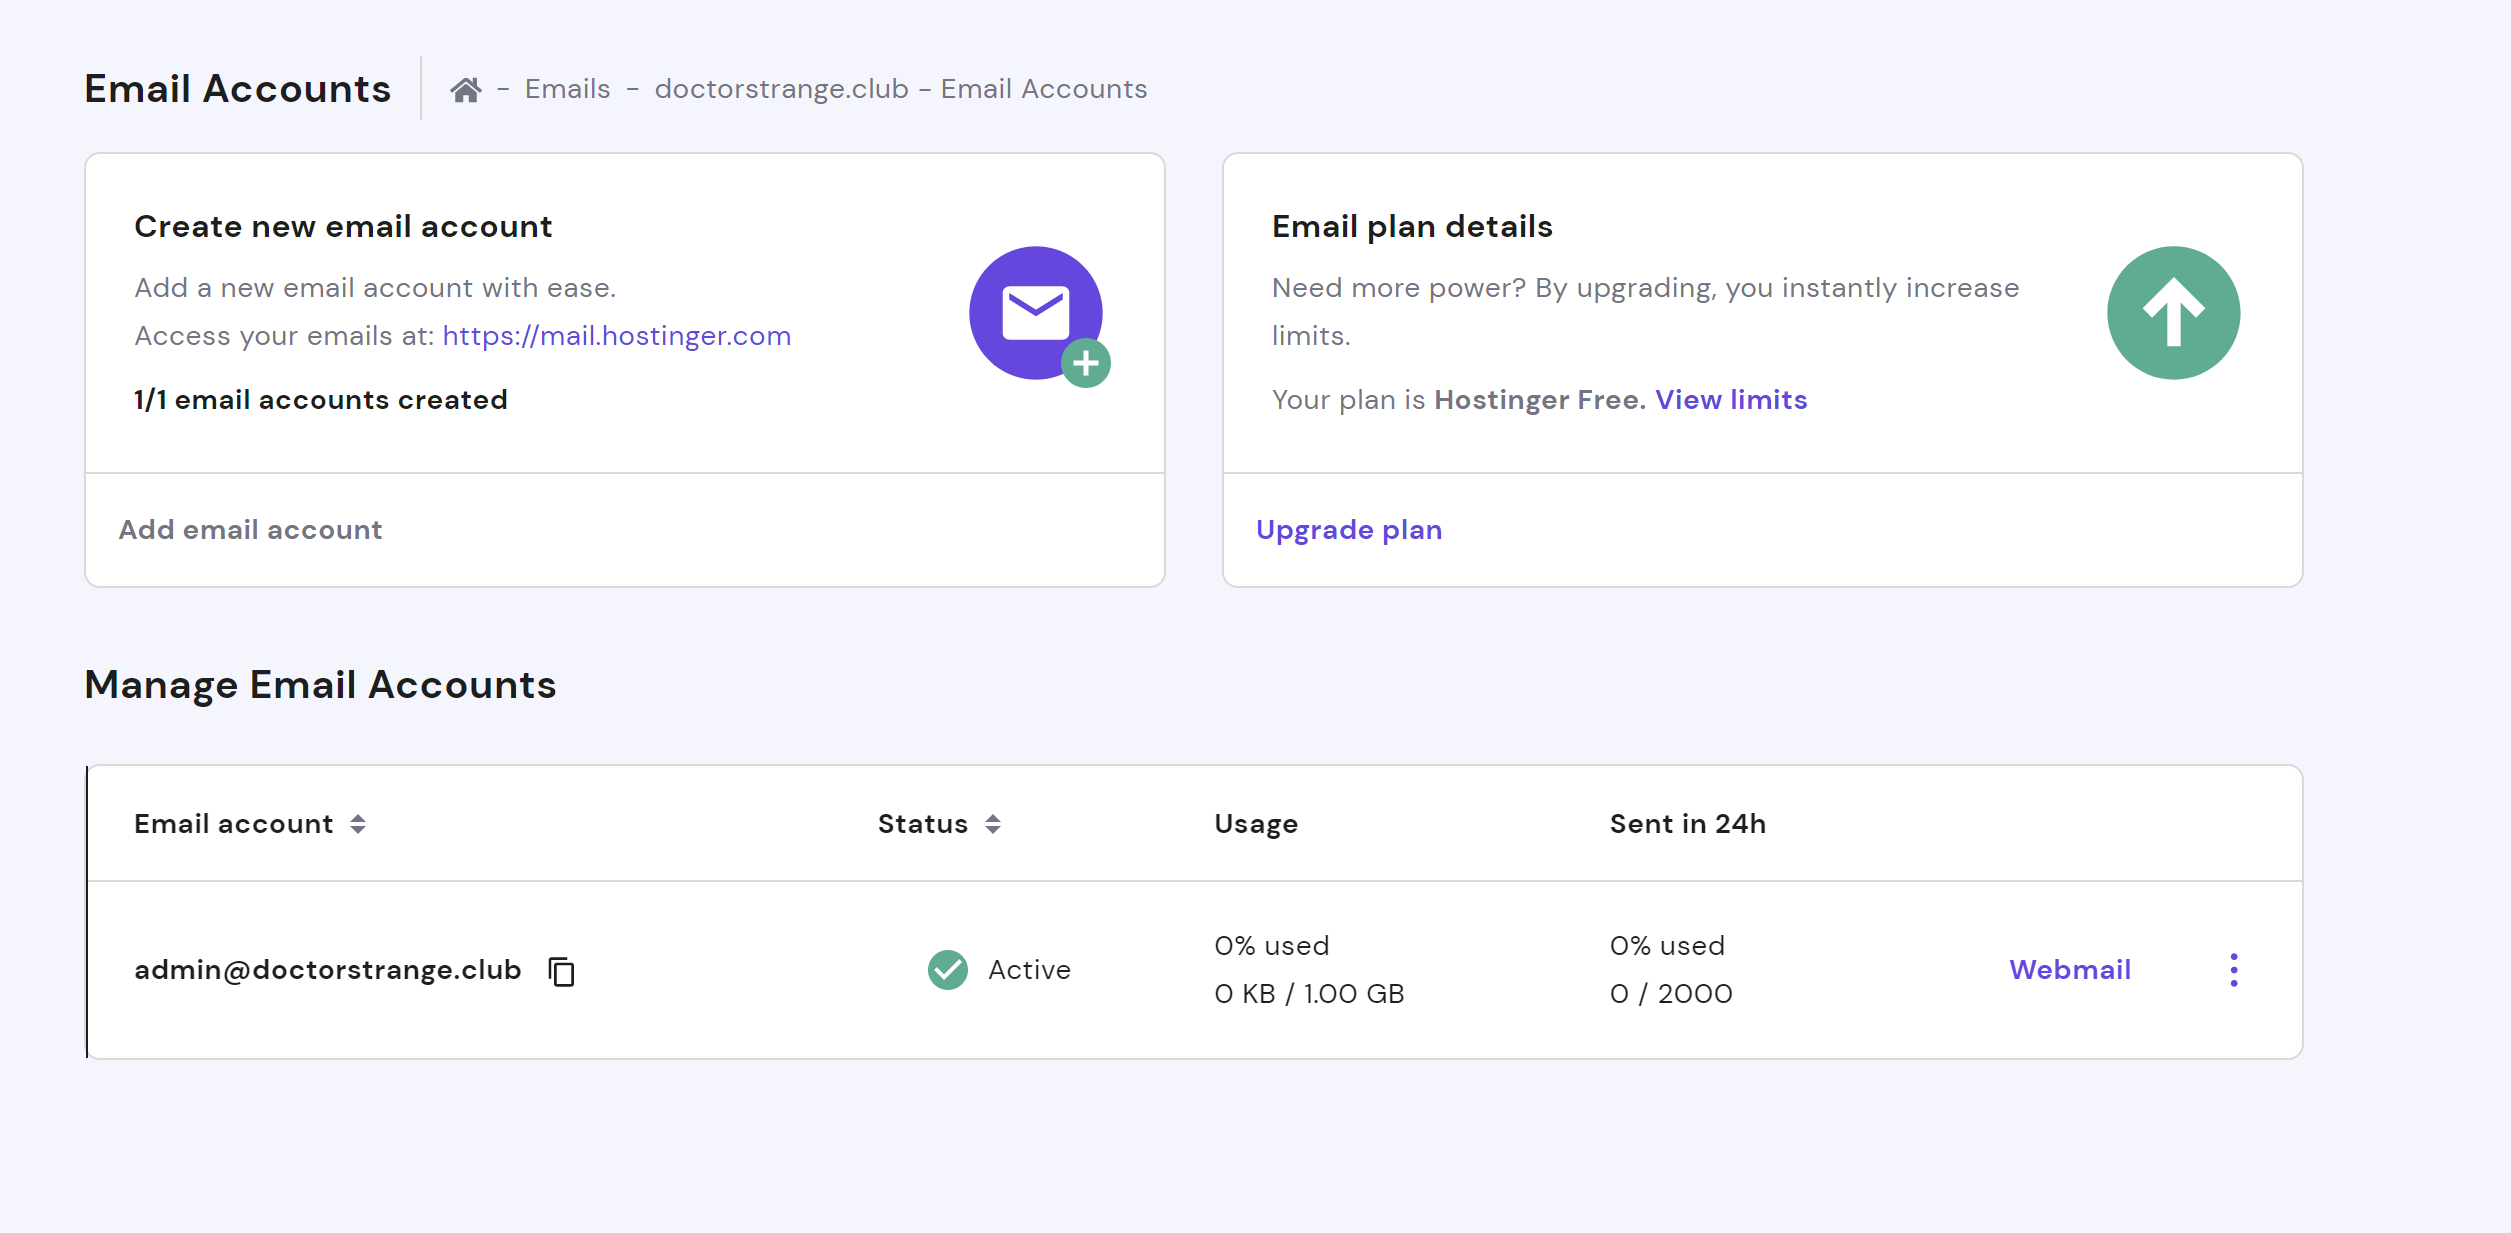 Email Accounts
- Emails - doctorstrange.club - Email Accounts
Create new email account
Add a new email account with ease.
Access your emails at: https://mail.hostinger.com
1/1 email accounts created
Add email account
Email plan details
Need more power? By upgrading, you instantly increase
limits.
Your plan is Hostinger Free. View limits
Upgrade plan
Manage Email Accounts
Email account Status Usage Sent in 24h
admin@doctorstrange.club
Active
0% used
0 KB / 1.00 GB
0% used
0 / 2000
Webmail